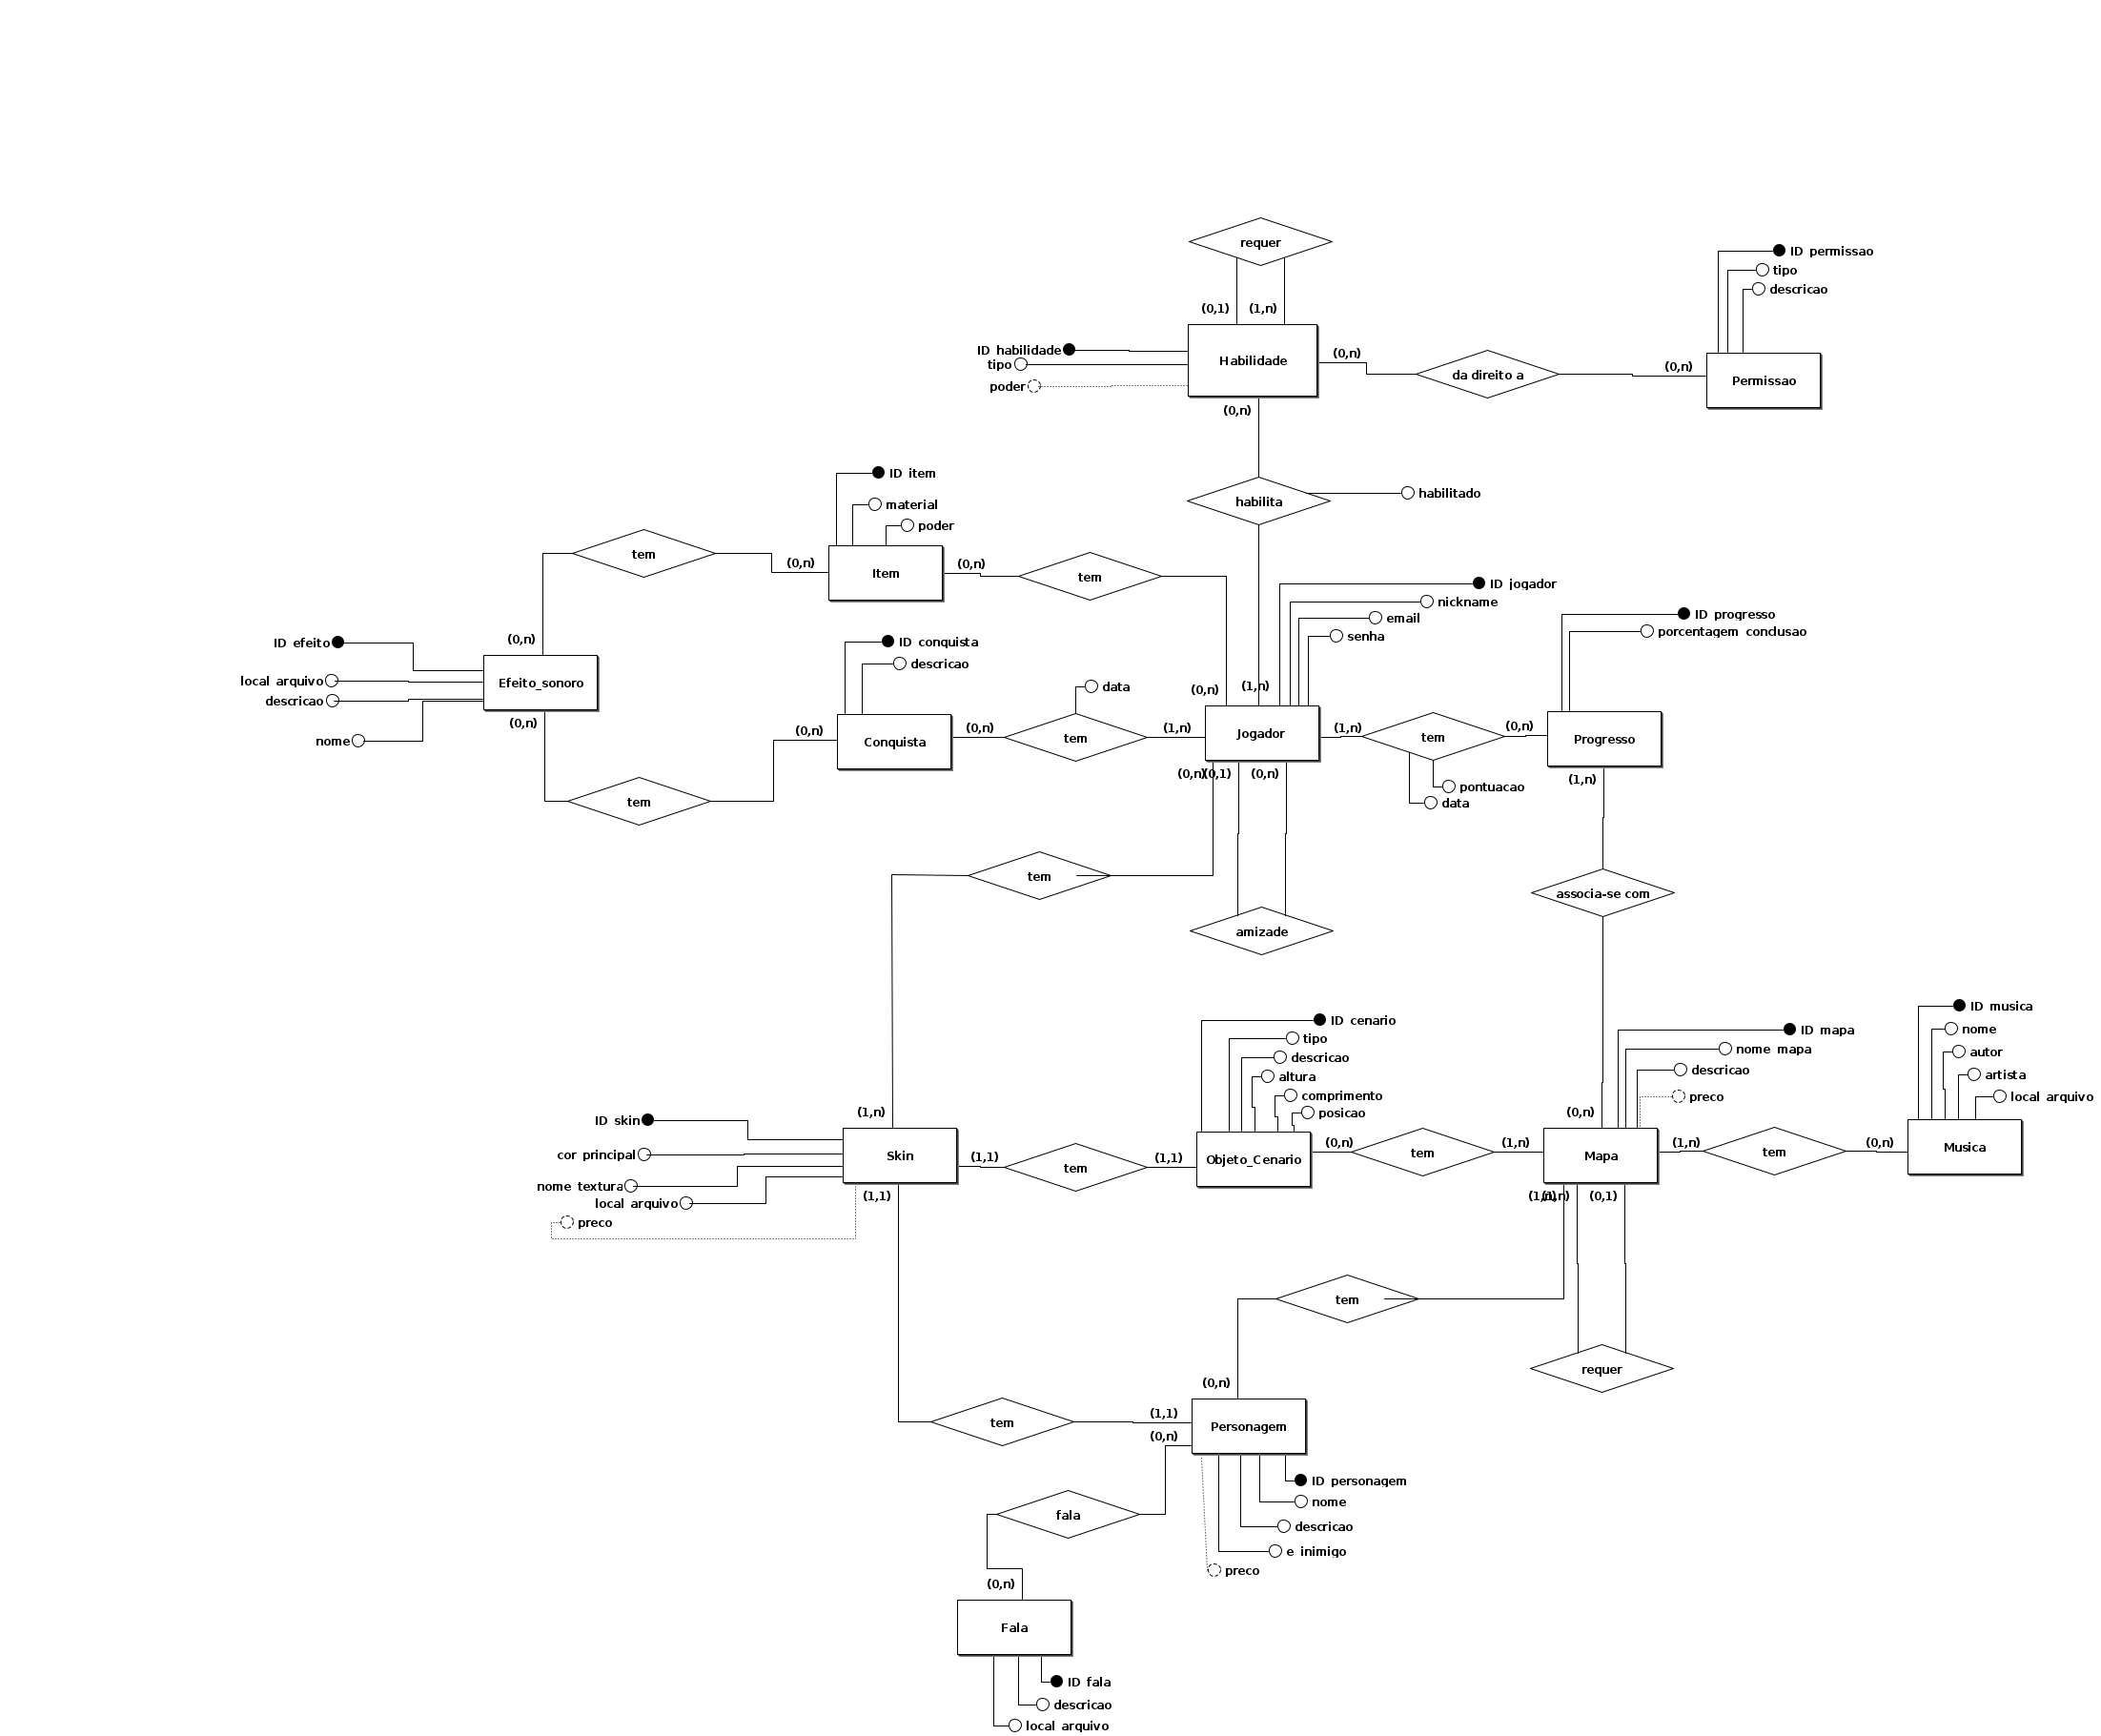 requer
ID permissao
tipo
descricao
(0,1) (1,n)
ID habilidade
tipo
poder
Habilidade
(0,n)
da direito a
(0,n)
Permissao
(0,n)
ID item
material
poder
habilita
habilitado
tem
(0,n)
Item
(0,n)
tem
ID jogador
nickname
email
senha
ID progresso
porcentagem conclusao
ID efeito
local arquivo
descricao
nome
(0,n)
Efeito_sonoro
(0,n)
ID conquista
descricao
data
(0,n)
(1,n)
(0,n)
Conquista
(0,n)
tem
(1,n)
Jogador
(1,n)
tem
(0,n)
Progresso
(0,n)
(0,1)
(0,n)
pontuacao
data
(1,n)
tem
tem
amizade
associa-se com
ID cenario
tipo
descricao
altura
comprimento
posicao
ID mapa
nome mapa
descricao
preco
ID musica
nome
autor
artista
local arquivo
(1,n)
(0,n)
ID skin
cor principal
nome textura
local arquivo
preco
Skin
(1,1)
tem
(1,1)
Objeto_Cenario
(0,n)
tem
(1,n)
Mapa
(1,n)
tem
(0,n)
Musica
(1,1)
(0,1)
tem
requer
(0,n)
tem
(1,1)
(0,n)
Personagem
ID personagem
nome
descricao
e inimigo
preco
fala
(0,n)
Fala
ID fala
descricao
local arquivo